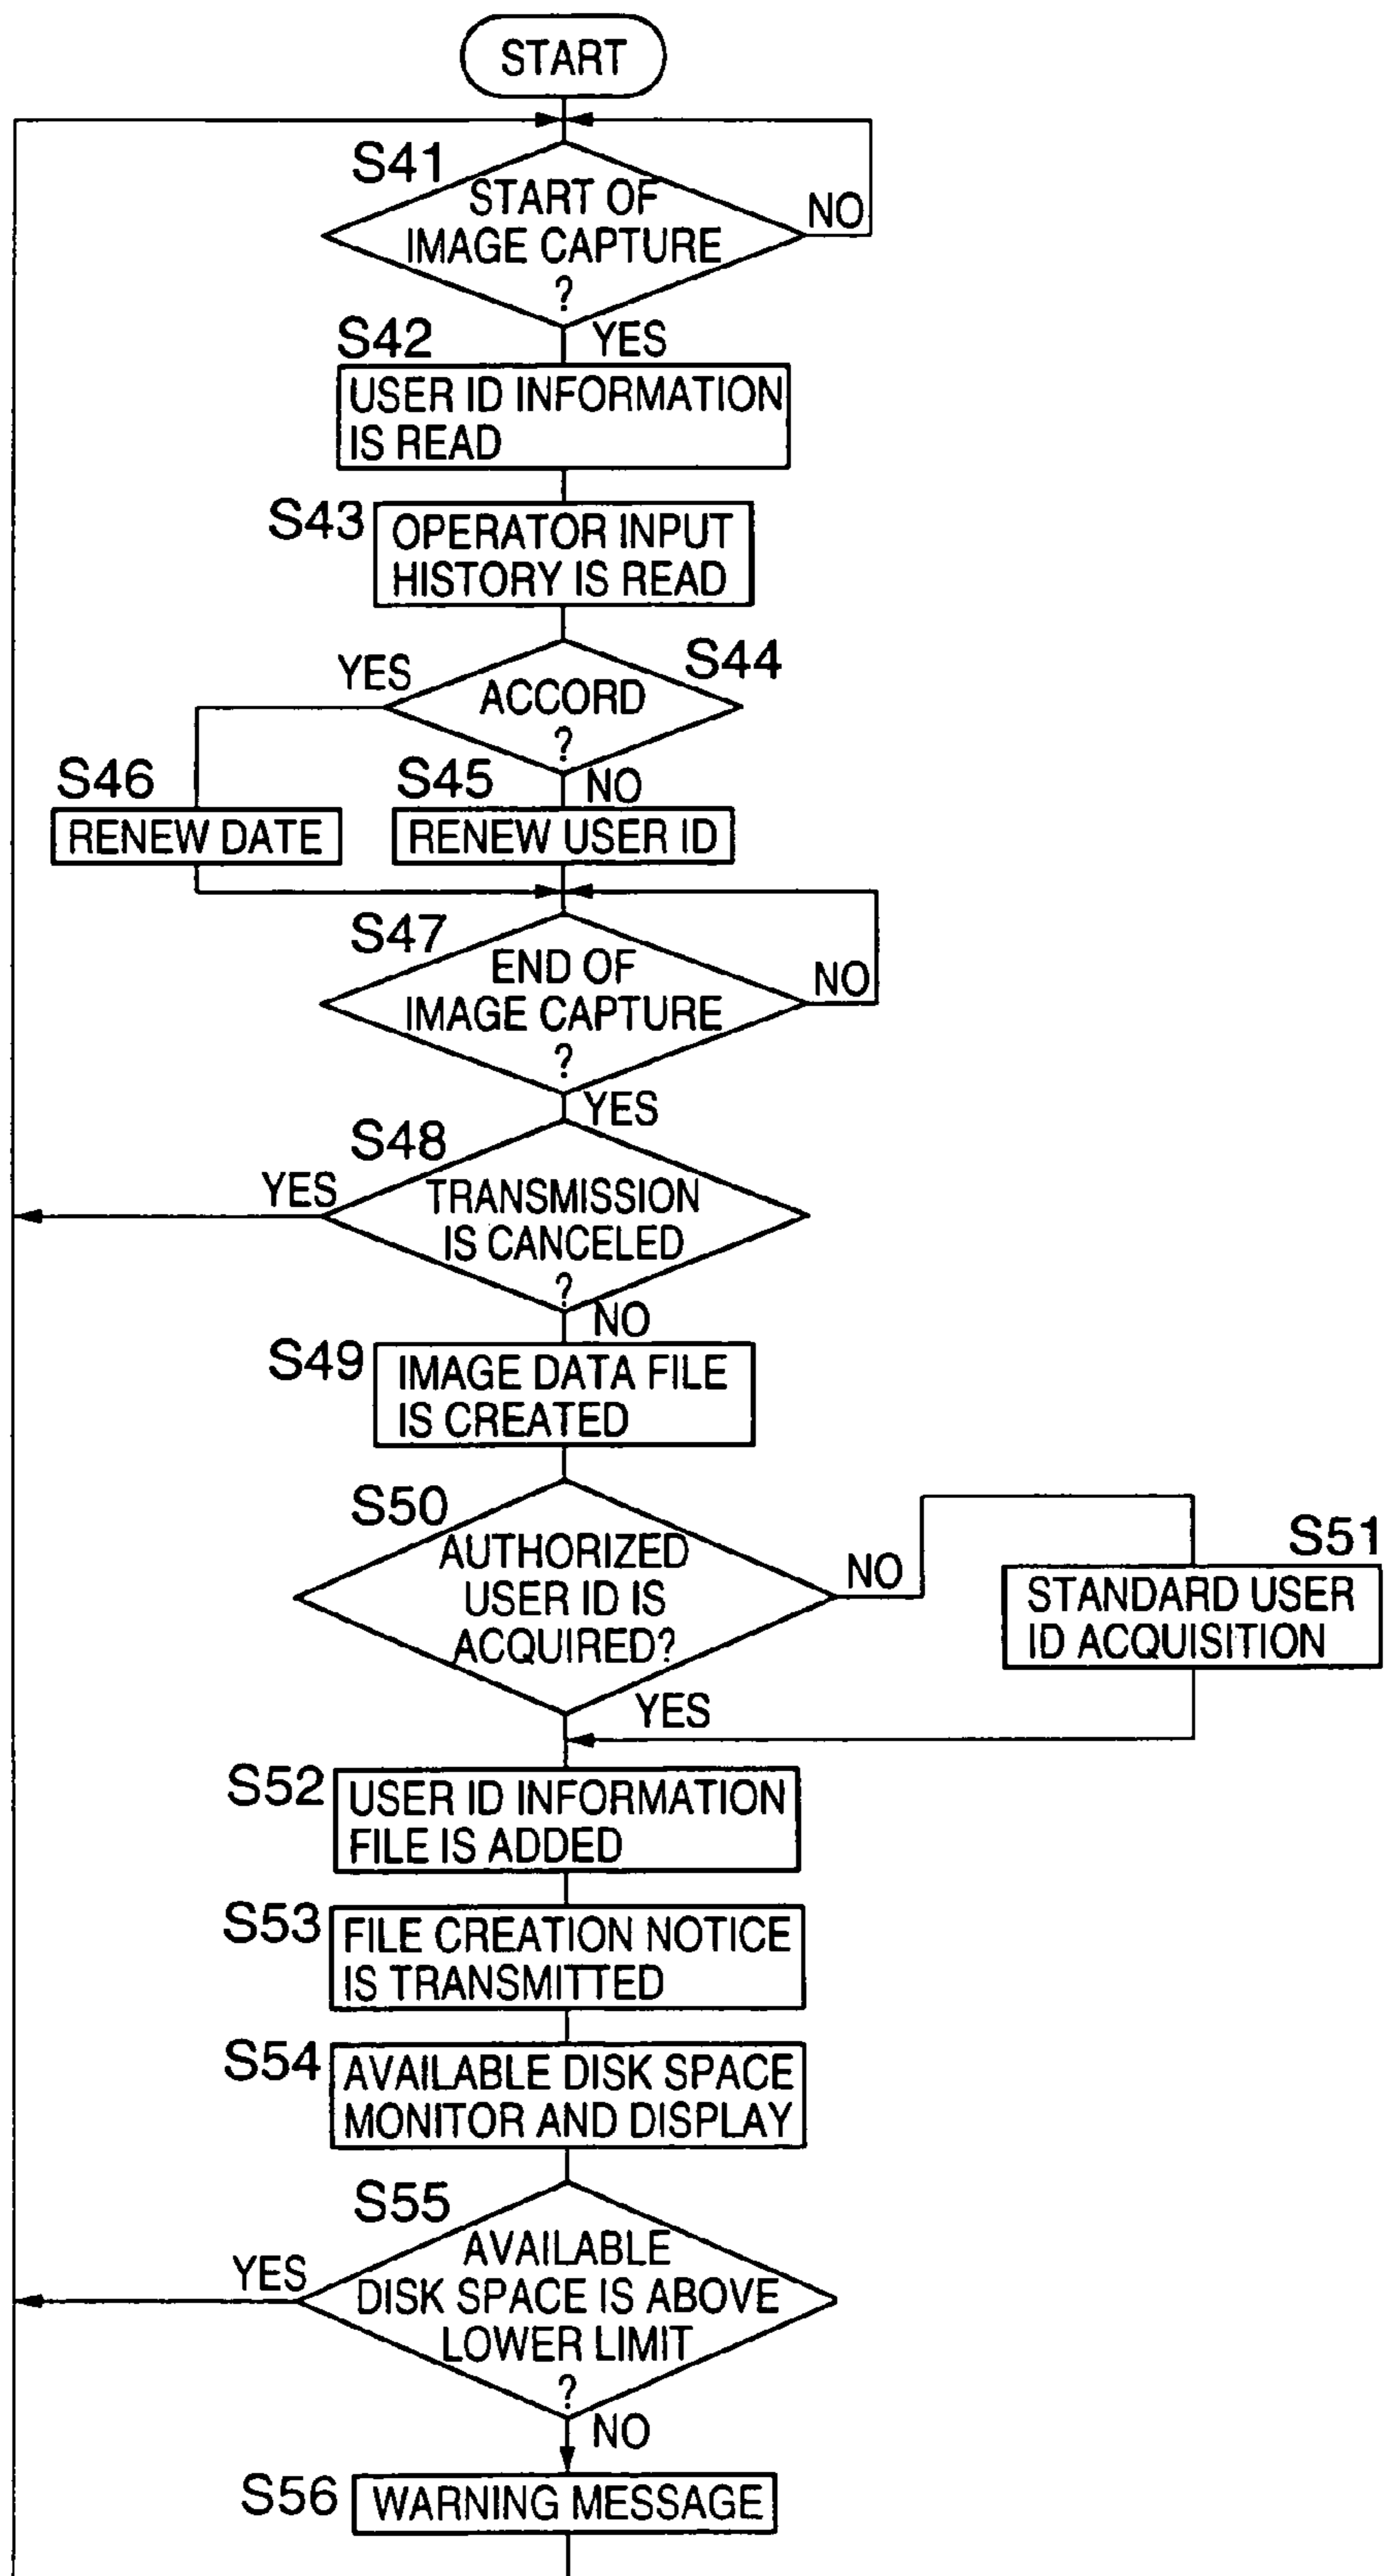 START
S41
START OF
IMAGE CAPTURE
?
NO
YES
S42
USER ID INFORMATION
IS READ
S43
OPERATOR INPUT
HISTORY IS READ
S44
YES
ACCORD
?
NO
S46
RENEW DATE
S45
RENEW USER ID
S47
END OF
IMAGE CAPTURE
?
NO
YES
S48
YES
TRANSMISSION
IS CANCELED
?
NO
S49
IMAGE DATA FILE
IS CREATED
S50
AUTHORIZED
USER ID IS
ACQUIRED?
NO
S51
STANDARD USER
ID ACQUISITION
YES
S52
USER ID INFORMATION
FILE IS ADDED
S53
FILE CREATION NOTICE
IS TRANSMITTED
S54
AVAILABLE DISK SPACE
MONITOR AND DISPLAY
S55
YES
AVAILABLE
DISK SPACE IS ABOVE
LOWER LIMIT
?
NO
S56
WARNING MESSAGE